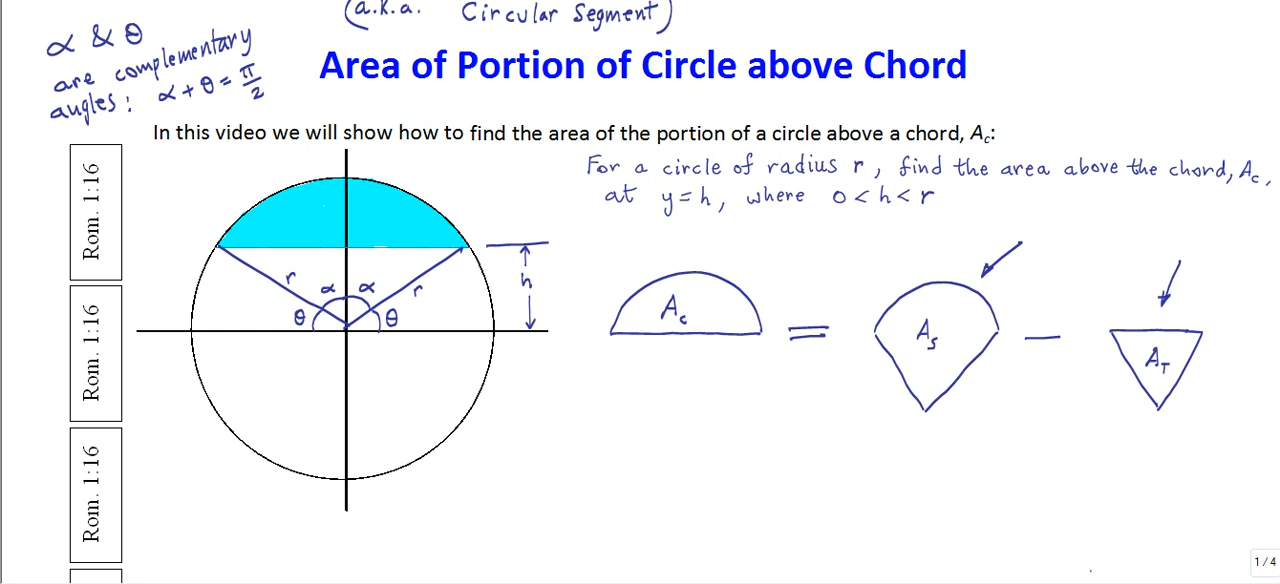 (a.k.a. Circular Segment)
α & θ
are complementary
angles: α + θ = π/2
Area of Portion of Circle above Chord
In this video we will show how to find the area of the portion of a circle above a chord, Ac:
For a circle of radius r, find the area above the chord, Ac,
at y=h, where 0<h<r
Rom. 1:16
Rom. 1:16
Rom. 1:16
r
α α
r
θ θ
h
Ac = As − AT
1/4